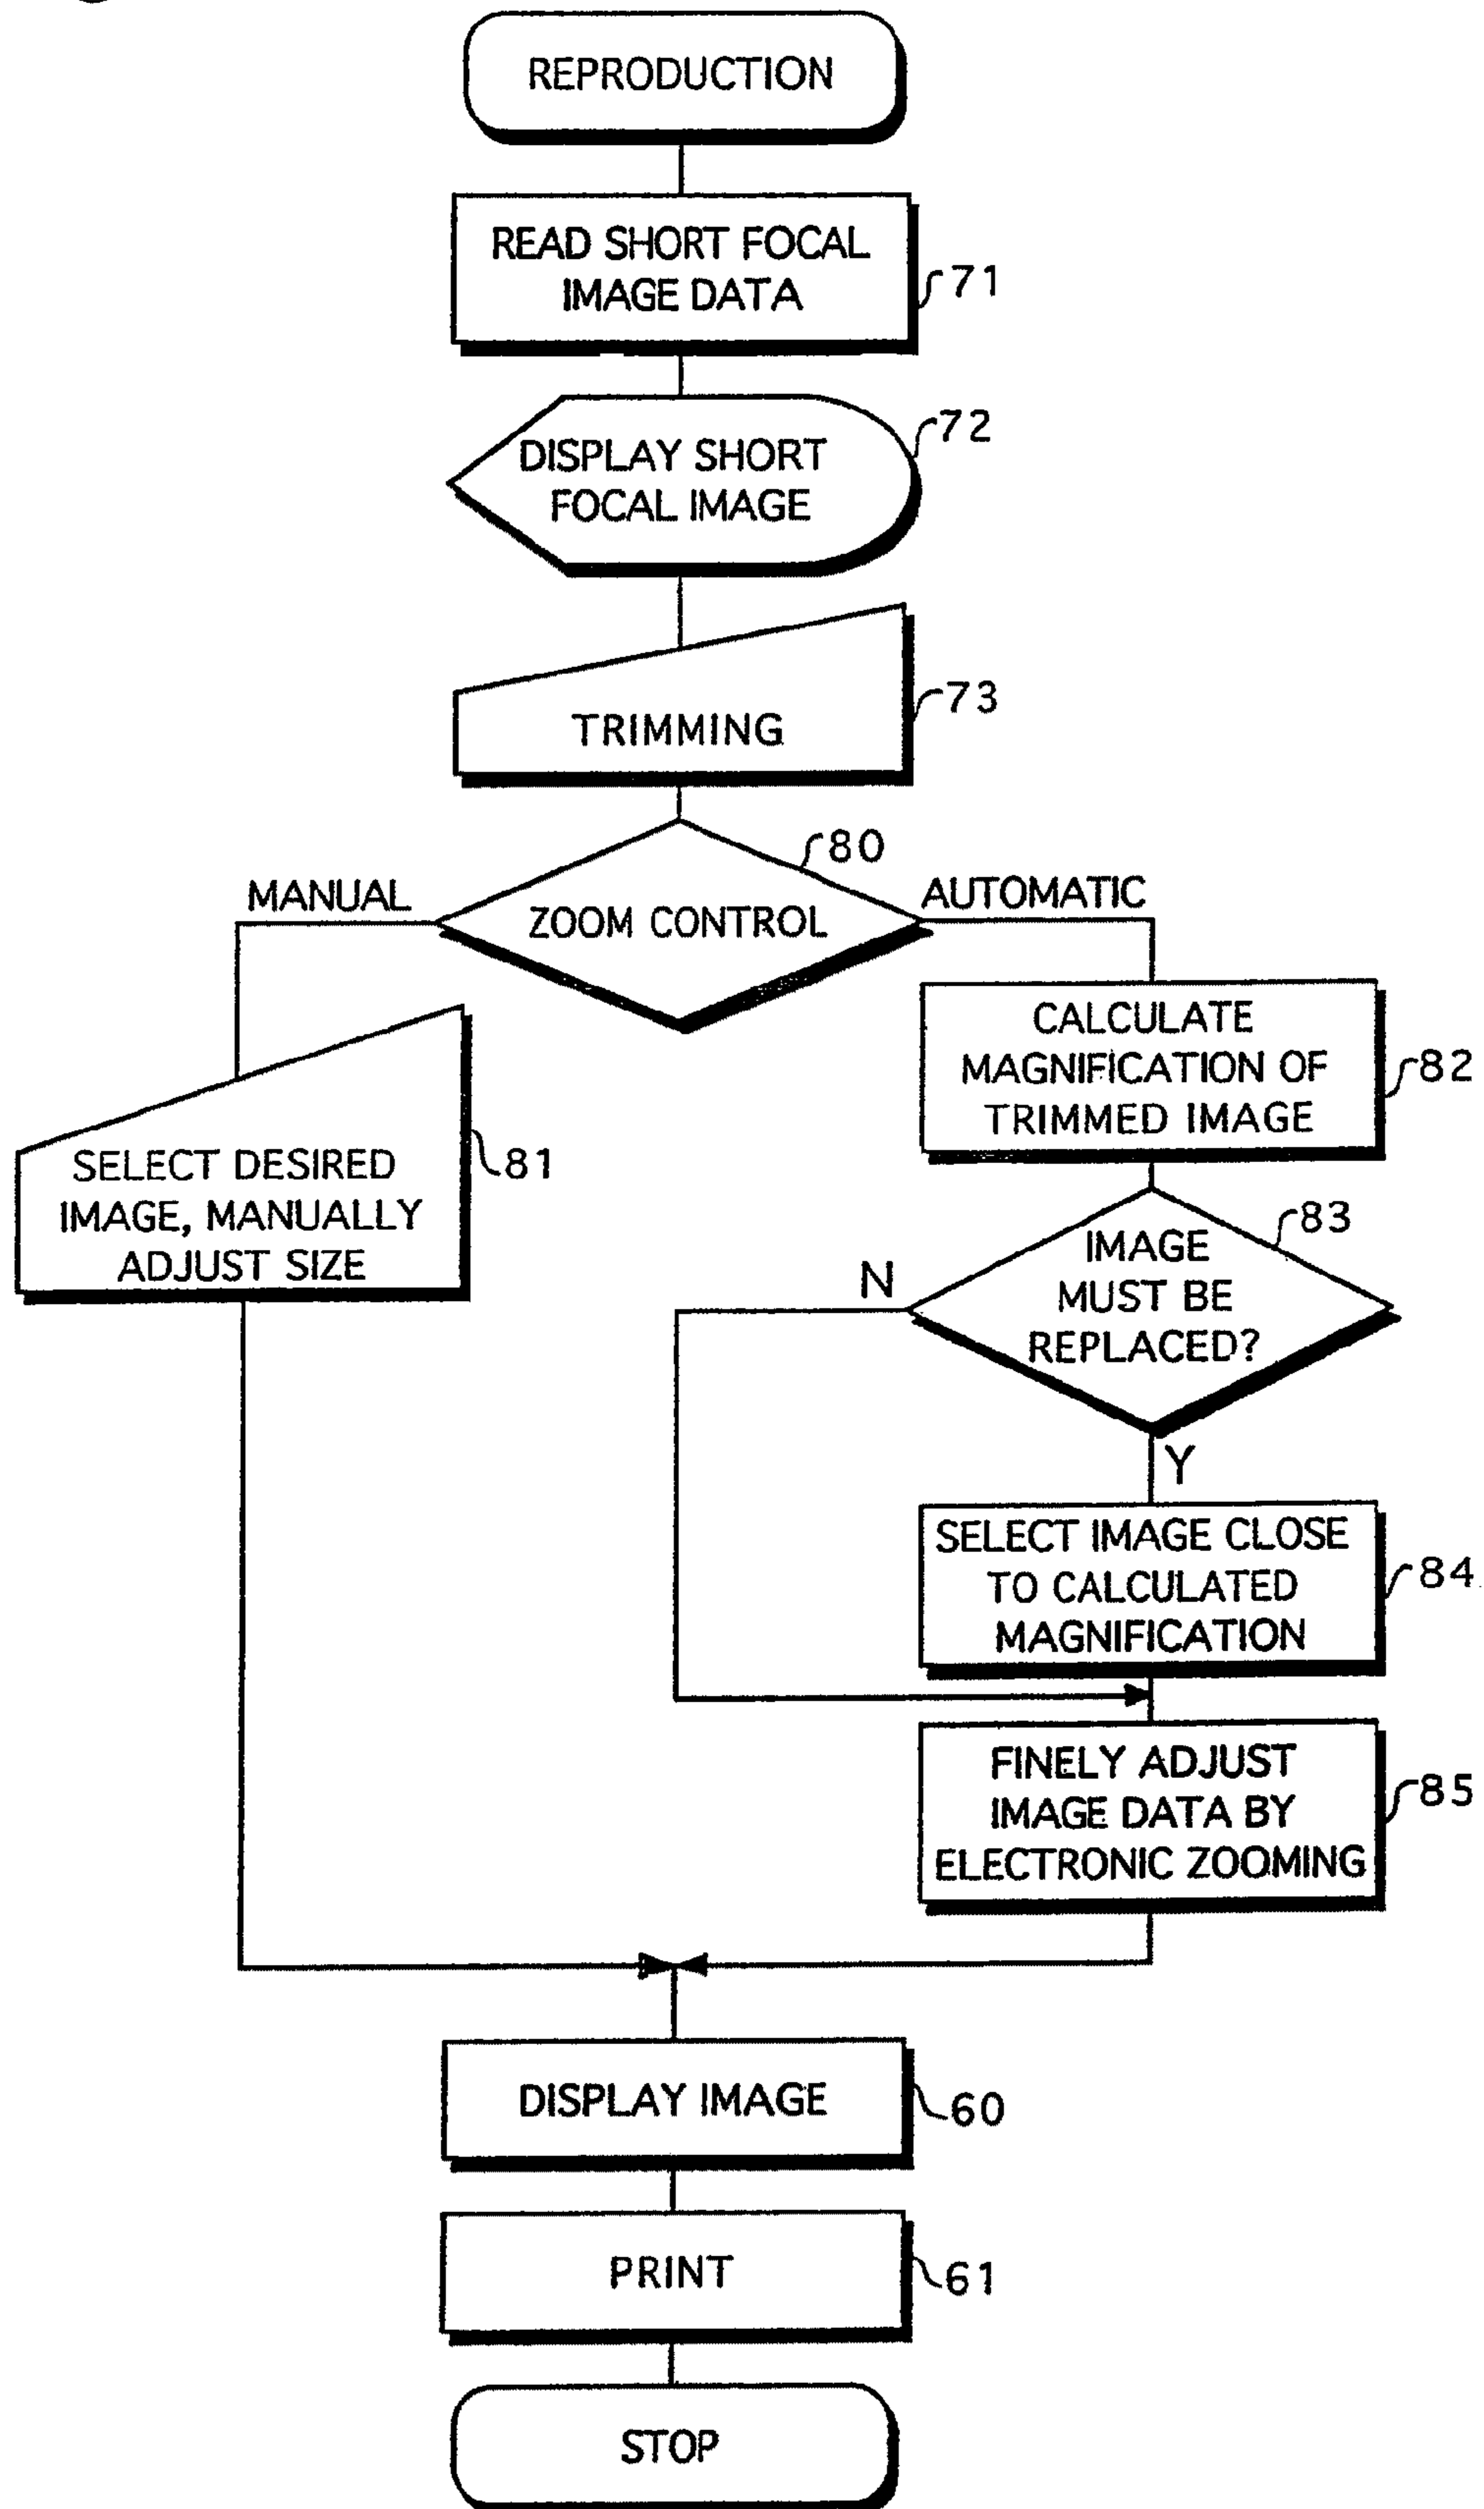 REPRODUCTION
READ SHORT FOCAL
IMAGE DATA
71
DISPLAY SHORT
FOCAL IMAGE
72
TRIMMING
73
80
ZOOM CONTROL
MANUAL
AUTOMATIC
SELECT DESIRED
IMAGE, MANUALLY
ADJUST SIZE
81
CALCULATE
MAGNIFICATION OF
TRIMMED IMAGE
82
IMAGE
MUST BE
REPLACED?
83
N
Y
SELECT IMAGE CLOSE
TO CALCULATED
MAGNIFICATION
84
FINELY ADJUST
IMAGE DATA BY
ELECTRONIC ZOOMING
85
DISPLAY IMAGE
60
PRINT
61
STOP